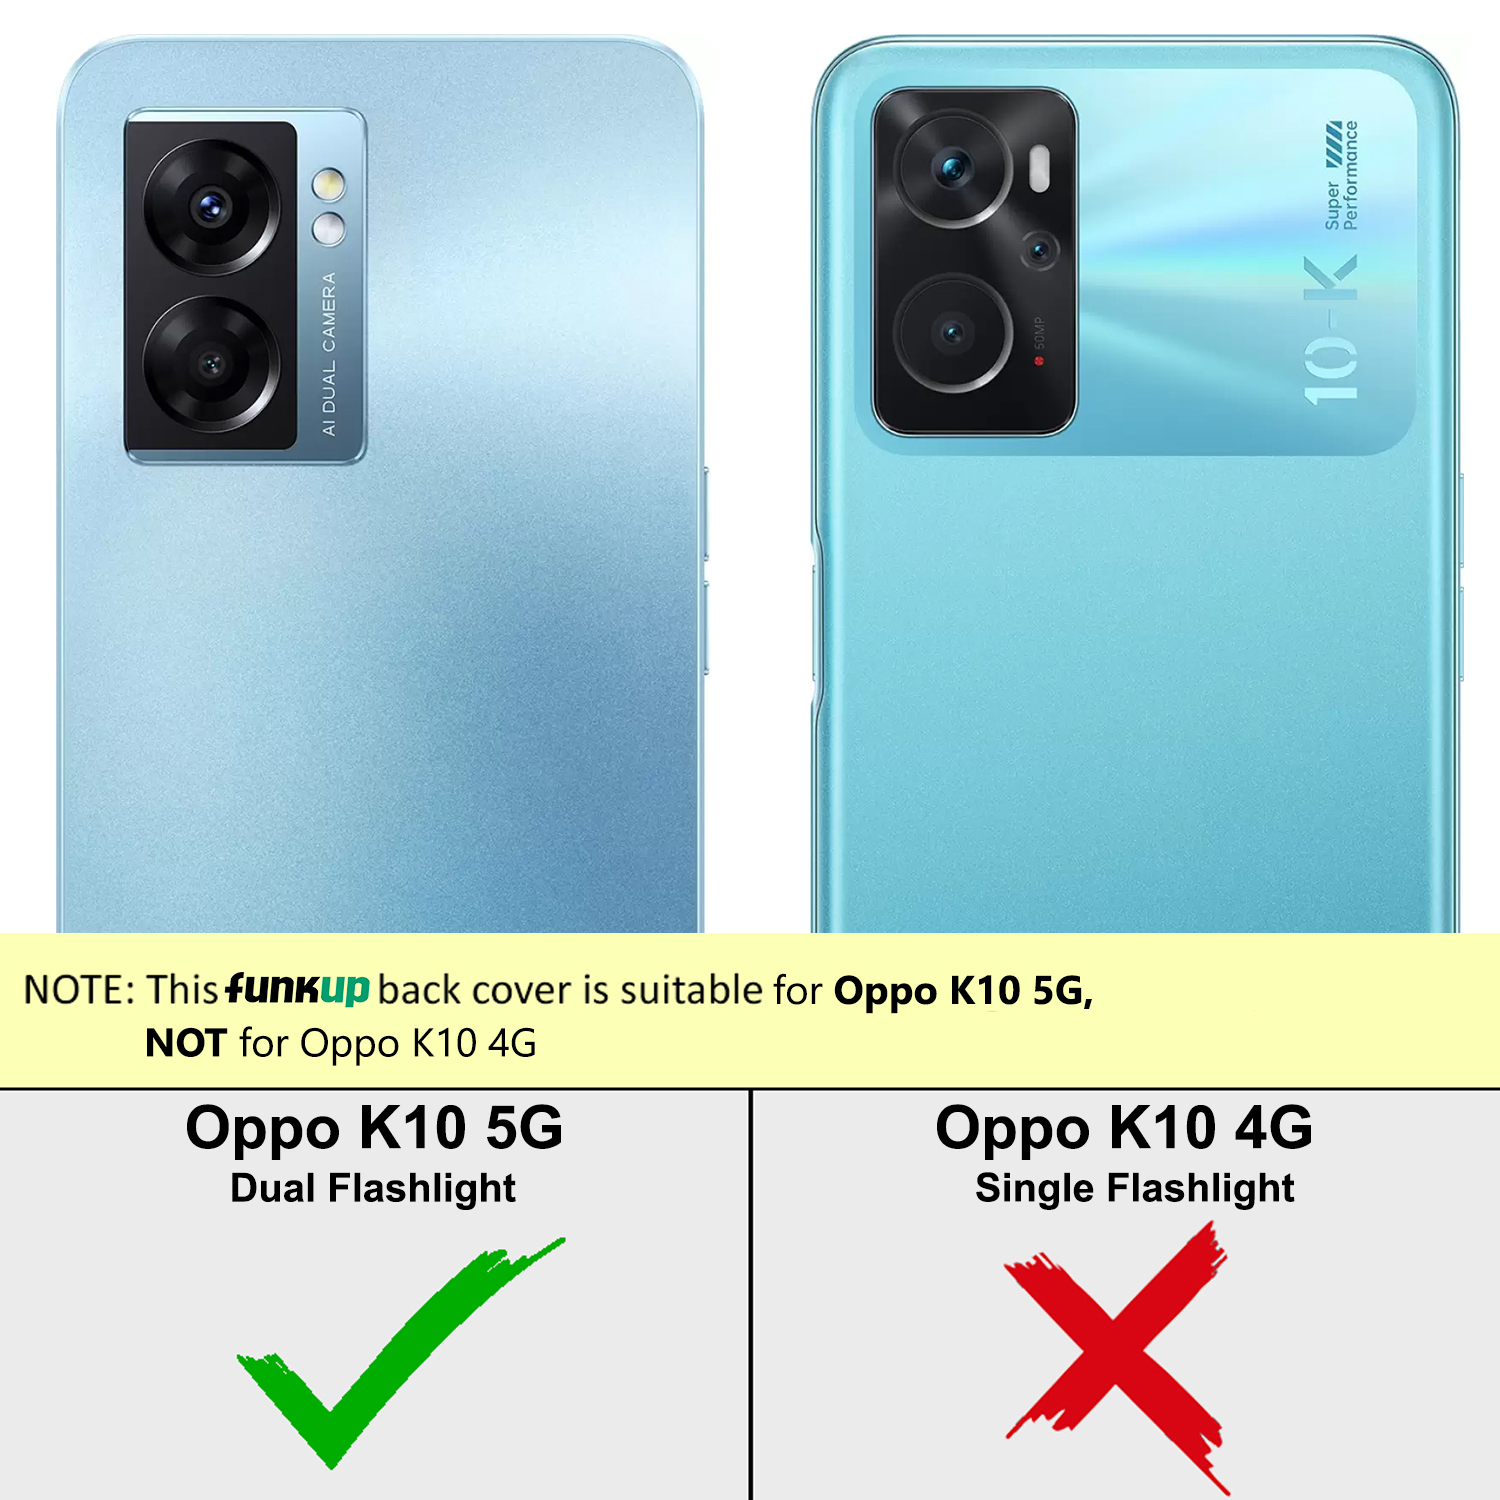 AI DUAL CAMERA
50MP
Super
Performance
10-K
NOTE: This funkup back cover is suitable for Oppo K10 5G,
NOT for Oppo K10 4G
Oppo K10 5G
Dual Flashlight
Oppo K10 4G
Single Flashlight